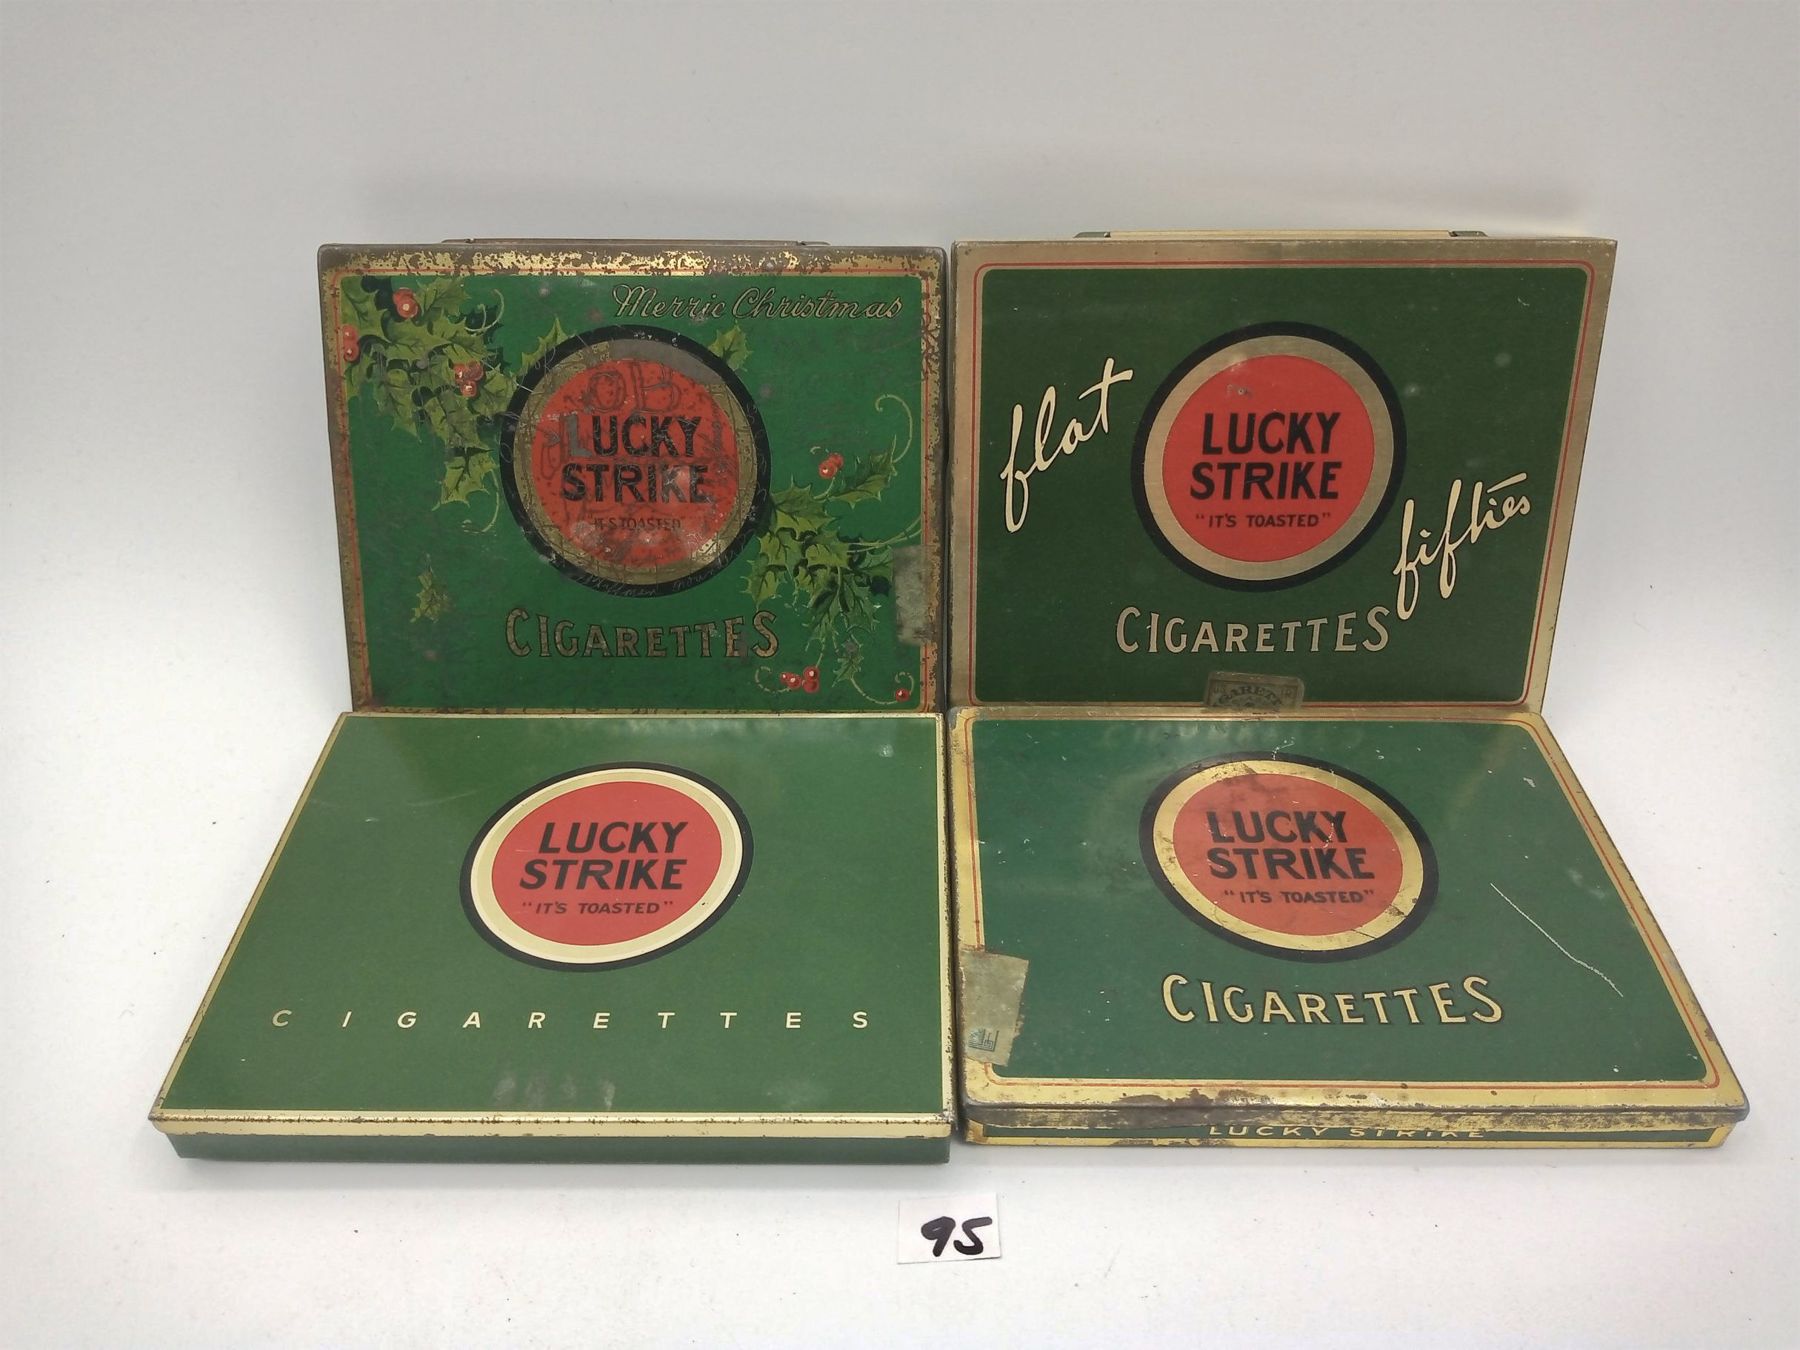 Merrie Christmas
LUCKY
STRIKE
"IT'S TOASTED"
CIGARETTES
flat
fifties
LUCKY
STRIKE
"IT'S TOASTED"
CIGARETTES
LUCKY
STRIKE
"IT'S TOASTED"
CIGARETTES
LUCKY
STRIKE
"IT'S TOASTED"
CIGARETTES
LUCKY STRIKE
95